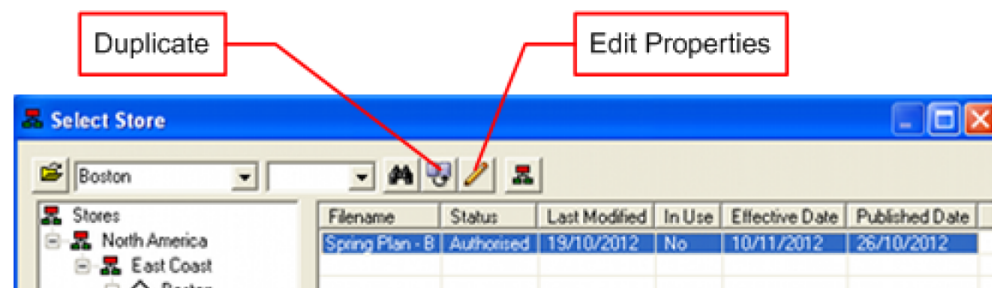 Duplicate
Edit Properties
Select Store
Boston
Stores
Filename Status Last Modified In Use Effective Date Published Date
North America
Spring Plan - B Authorised 19/10/2012 No 10/11/2012 26/10/2012
East Coast
Boston